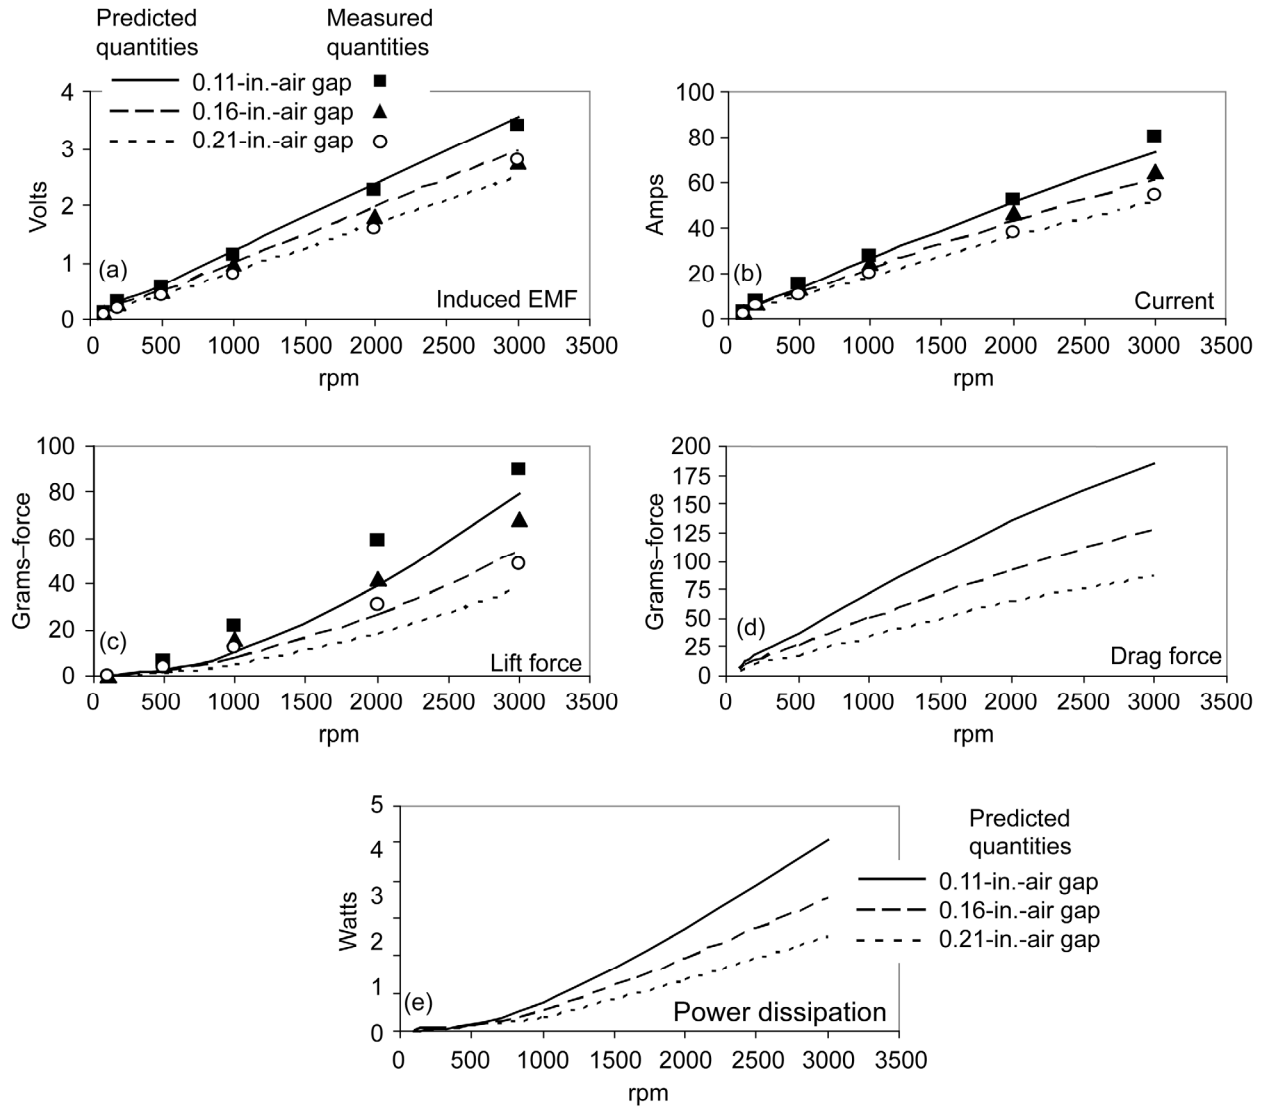 Predicted quantities
Measured quantities
0.11-in.-air gap
0.16-in.-air gap
0.21-in.-air gap
4
3
2
1
0
Volts
(a)
Induced EMF
0 500 1000 1500 2000 2500 3000 3500
rpm
100
80
60
40
20
0
Amps
(b)
Current
0 500 1000 1500 2000 2500 3000 3500
rpm
100
80
60
40
20
0
Grams–force
(c)
Lift force
0 500 1000 1500 2000 2500 3000 3500
rpm
200
175
150
125
100
75
50
25
0
Grams–force
(d)
Drag force
0 500 1000 1500 2000 2500 3000 3500
rpm
5
4
3
2
1
0
Watts
(e)
Power dissipation
0 500 1000 1500 2000 2500 3000 3500
rpm
Predicted
quantities
0.11-in.-air gap
0.16-in.-air gap
0.21-in.-air gap